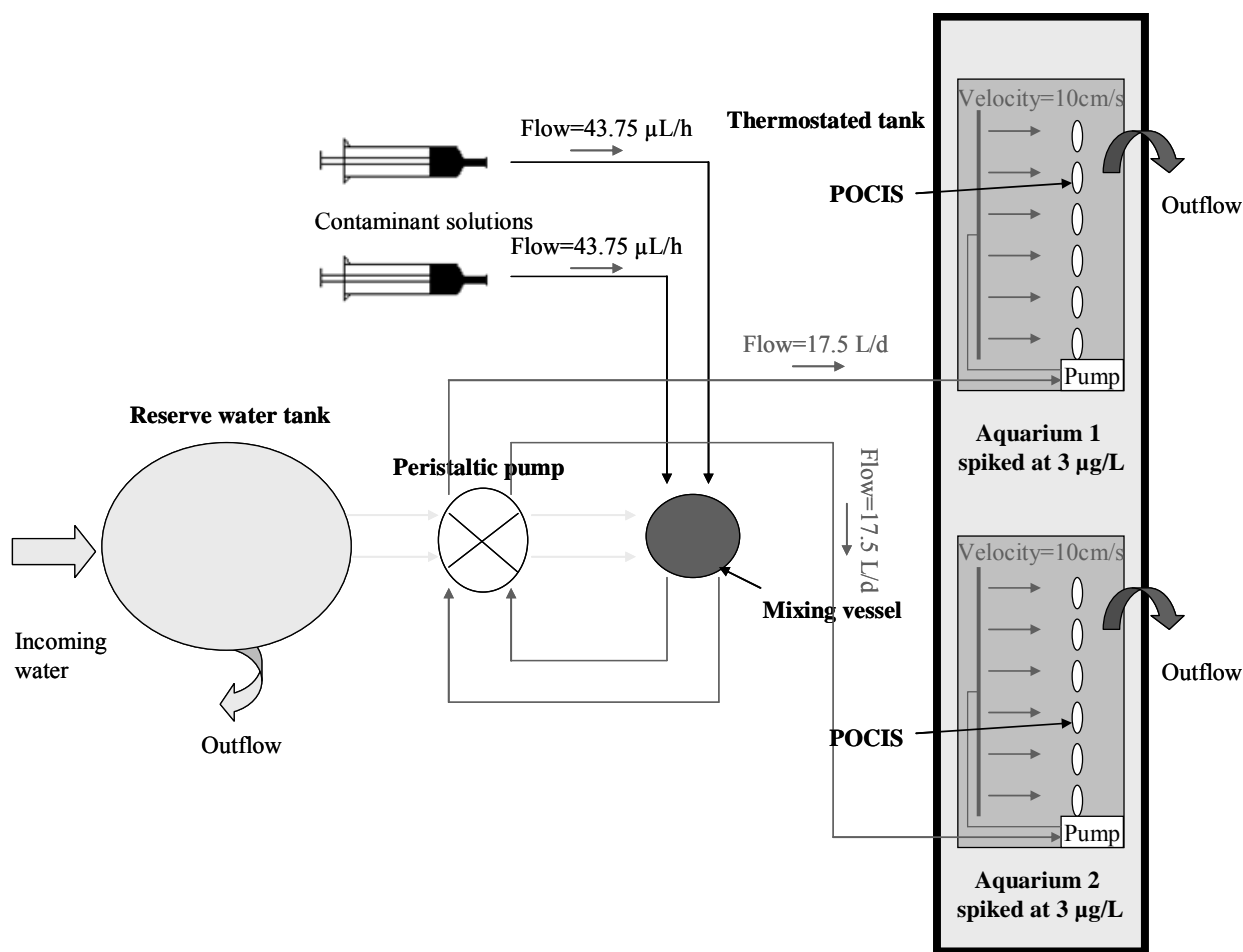 Velocity=10cm/s
Thermostated tank
Flow=43.75 µL/h
POCIS
Outflow
Contaminant solutions
Flow=43.75 µL/h
Flow=17.5 L/d
Pump
Reserve water tank
Aquarium 1
spiked at 3 µg/L
Peristaltic pump
Flow=17.5 L/d
Velocity=10cm/s
Mixing vessel
Incoming
water
Outflow
Outflow
POCIS
Pump
Aquarium 2
spiked at 3 µg/L